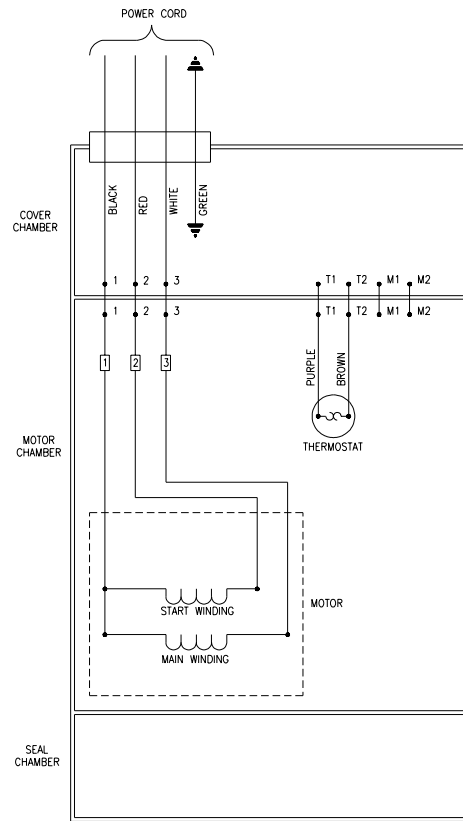 POWER CORD
BLACK
RED
WHITE
GREEN
COVER
CHAMBER
1 2 3 T1 T2 M1 M2
1 2 3 T1 T2 M1 M2
1 2 3
PURPLE
BROWN
MOTOR
CHAMBER
THERMOSTAT
START WINDING
MOTOR
MAIN WINDING
SEAL
CHAMBER